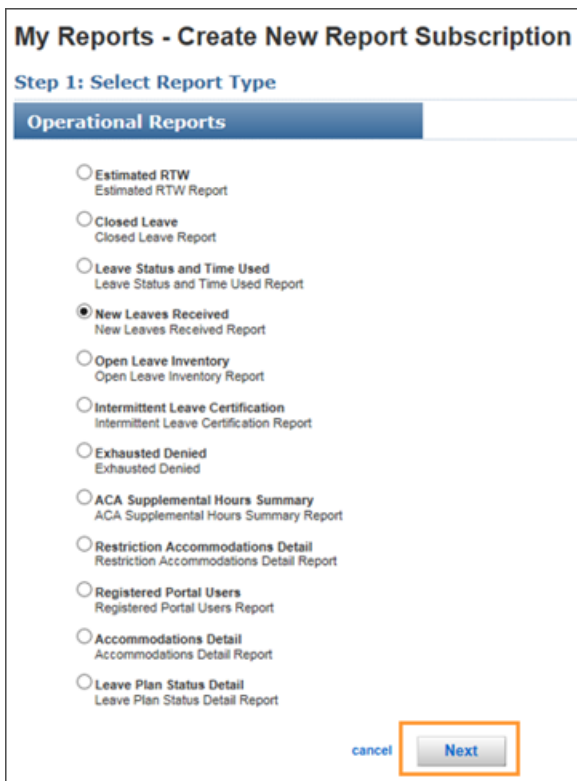 My Reports - Create New Report Subscription
Step 1: Select Report Type
Operational Reports
Estimated RTW
Estimated RTW Report
Closed Leave
Closed Leave Report
Leave Status and Time Used
Leave Status and Time Used Report
New Leaves Received
New Leaves Received Report
Open Leave Inventory
Open Leave Inventory Report
Intermittent Leave Certification
Intermittent Leave Certification Report
Exhausted Denied
Exhausted Denied
ACA Supplemental Hours Summary
ACA Supplemental Hours Summary Report
Restriction Accommodations Detail
Restriction Accommodations Detail Report
Registered Portal Users
Registered Portal Users Report
Accommodations Detail
Accommodations Detail Report
Leave Plan Status Detail
Leave Plan Status Detail Report
cancel Next